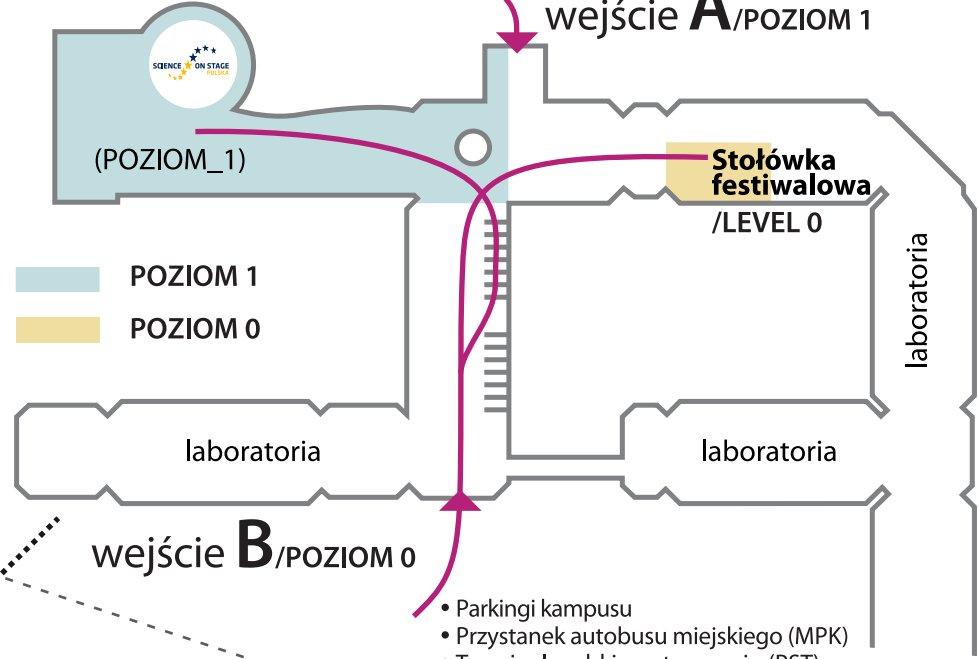 wejście A/POZIOM 1
SCIENCE ON STAGE
POLSKA
(POZIOM_1)
Stołówka
festiwalowa
/LEVEL 0
POZIOM 1
POZIOM 0
laboratoria
laboratoria
laboratoria
wejście B/POZIOM 0
• Parkingi kampusu
• Przystanek autobusu miejskiego (MPK)